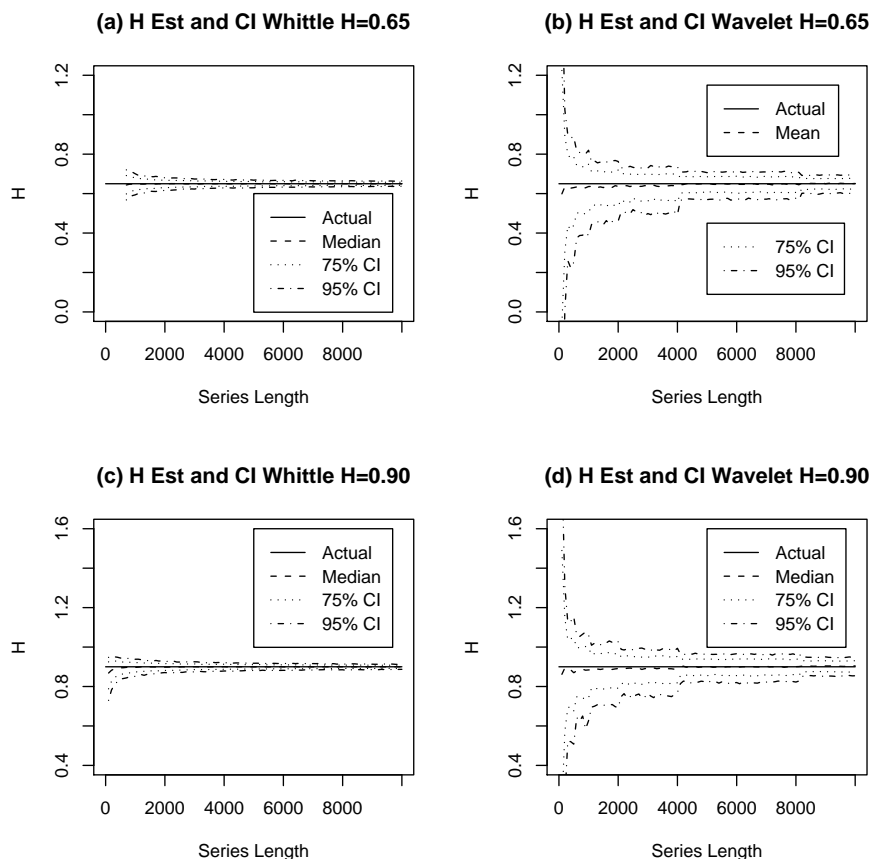 (a) H Est and CI Whittle H=0.65
H
1.2
0.8
0.4
0.0
Actual
Median
75% CI
95% CI
0 2000 4000 6000 8000
Series Length
(b) H Est and CI Wavelet H=0.65
H
1.2
0.8
0.4
0.0
Actual
Mean
75% CI
95% CI
0 2000 4000 6000 8000
Series Length
(c) H Est and CI Whittle H=0.90
H
1.6
1.2
0.8
0.4
Actual
Median
75% CI
95% CI
0 2000 4000 6000 8000
Series Length
(d) H Est and CI Wavelet H=0.90
H
1.6
1.2
0.8
0.4
Actual
Median
75% CI
95% CI
0 2000 4000 6000 8000
Series Length